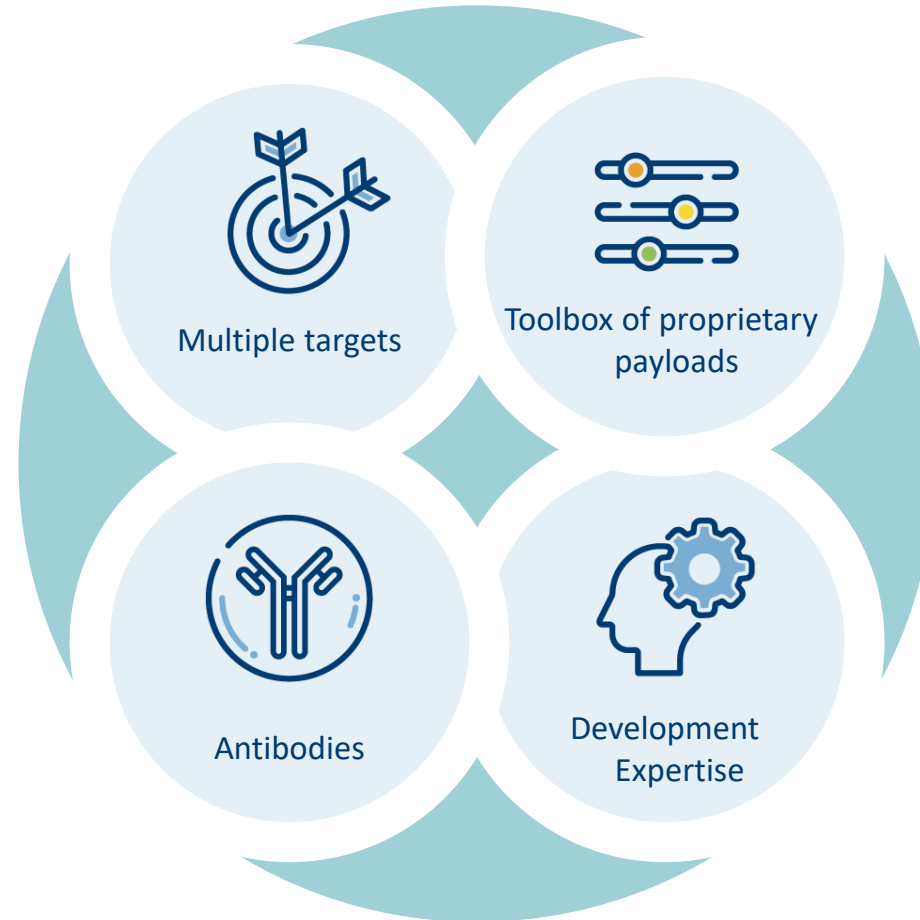 Multiple targets
Toolbox of proprietary
payloads
Antibodies
Development
Expertise